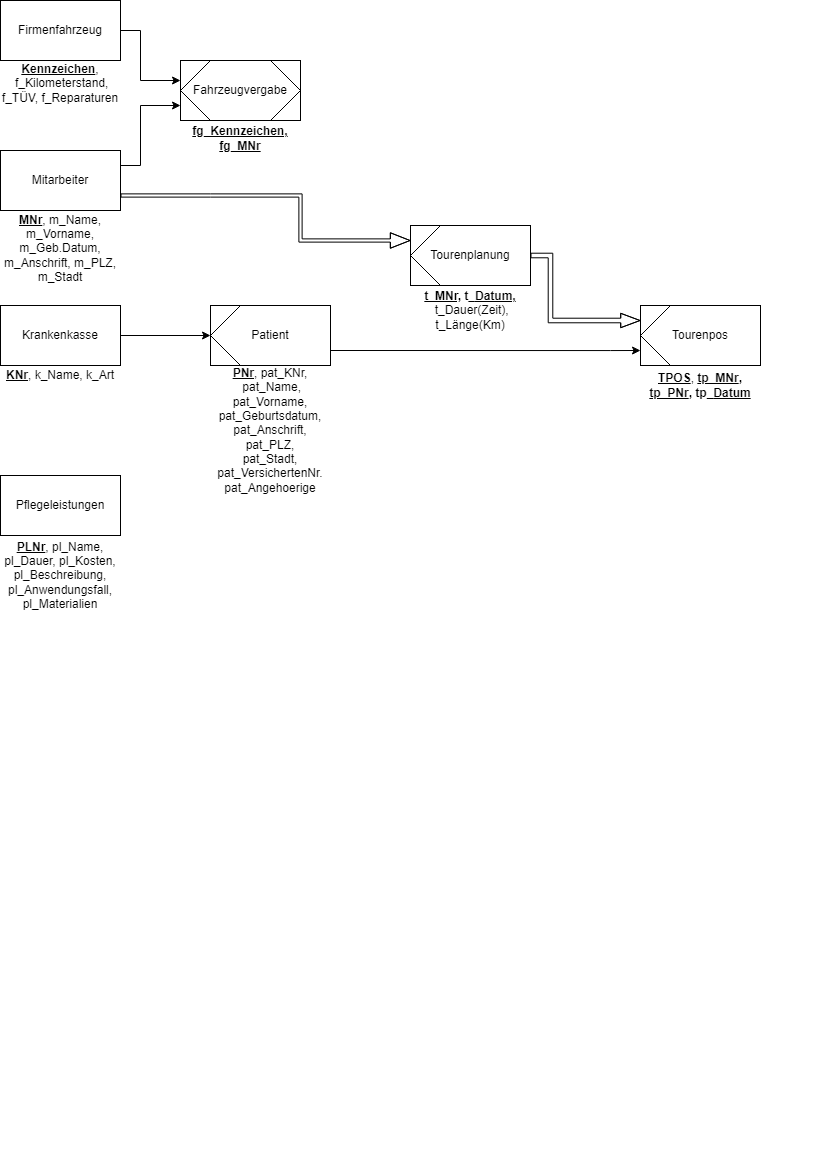 Firmenfahrzeug
Kennzeichen,
f_Kilometerstand,
f_TÜV, f_Reparaturen
Fahrzeugvergabe
fg_Kennzeichen,
fg_MNr
Mitarbeiter
MNr, m_Name,
m_Vorname,
m_Geb.Datum,
m_Anschrift, m_PLZ,
m_Stadt
Tourenplanung
t_MNr, t_Datum,
t_Dauer(Zeit),
t_Länge(Km)
Krankenkasse
KNr, k_Name, k_Art
Patient
PNr, pat_KNr,
pat_Name,
pat_Vorname,
pat_Geburtsdatum,
pat_Anschrift,
pat_PLZ,
pat_Stadt,
pat_VersichertenNr.
pat_Angehoerige
Tourenpos
TPOS, tp_MNr,
tp_PNr, tp_Datum
Pflegeleistungen
PLNr, pl_Name,
pl_Dauer, pl_Kosten,
pl_Beschreibung,
pl_Anwendungsfall,
pl_Materialien